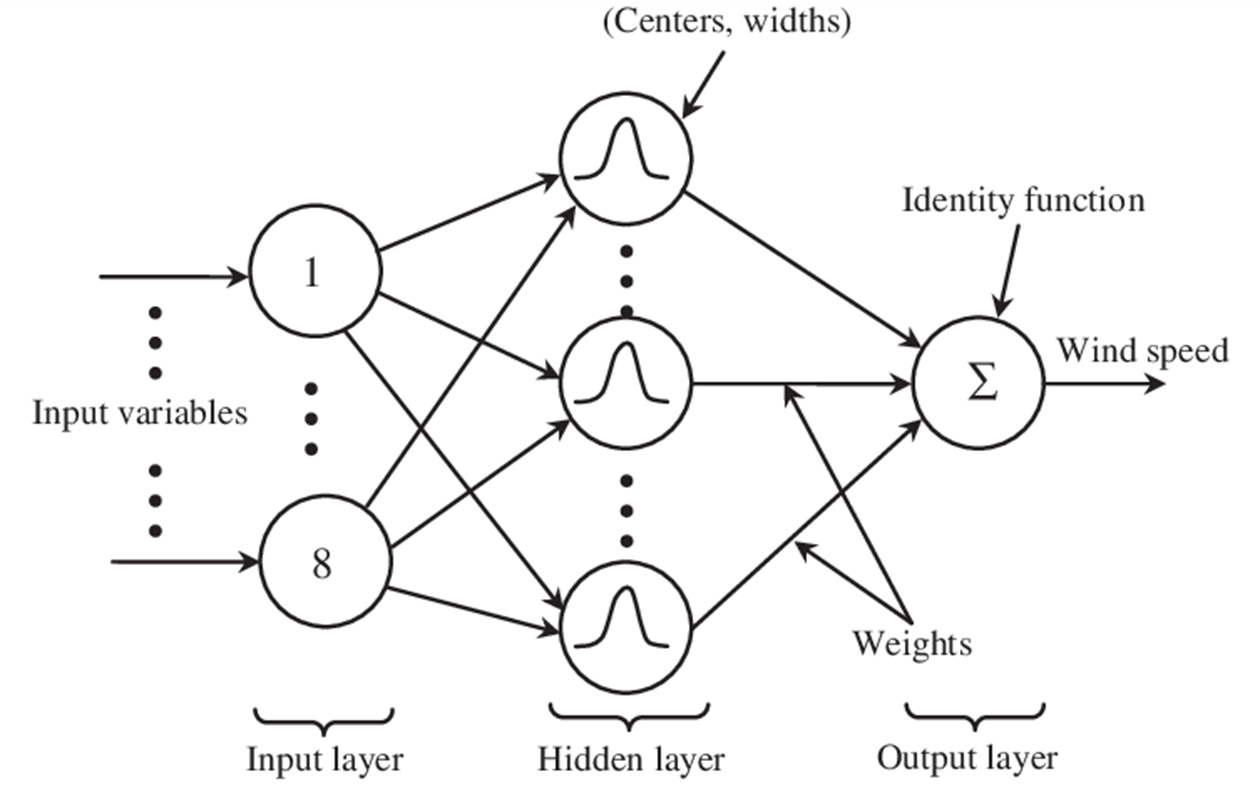 (Centers, widths)
Identity function
1
Wind speed
Σ
Input variables
8
Weights
Input layer
Hidden layer
Output layer